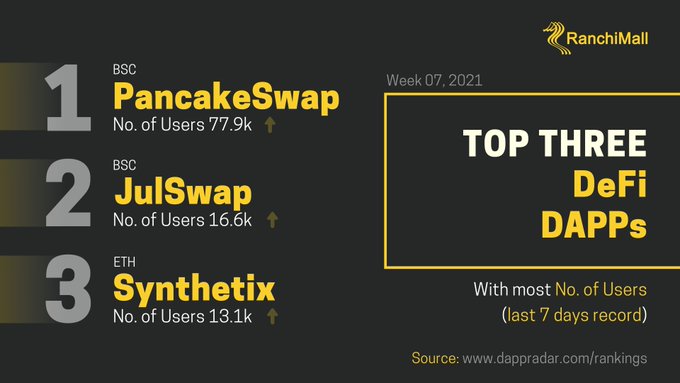 RanchiMall
1
BSC
PancakeSwap
No. of Users 77.9k
2
BSC
JulSwap
No. of Users 16.6k
3
ETH
Synthetix
No. of Users 13.1k
Week 07, 2021
TOP THREE
DeFi
DAPPs
With most No. of Users
(last 7 days record)
Source: www.dappradar.com/rankings